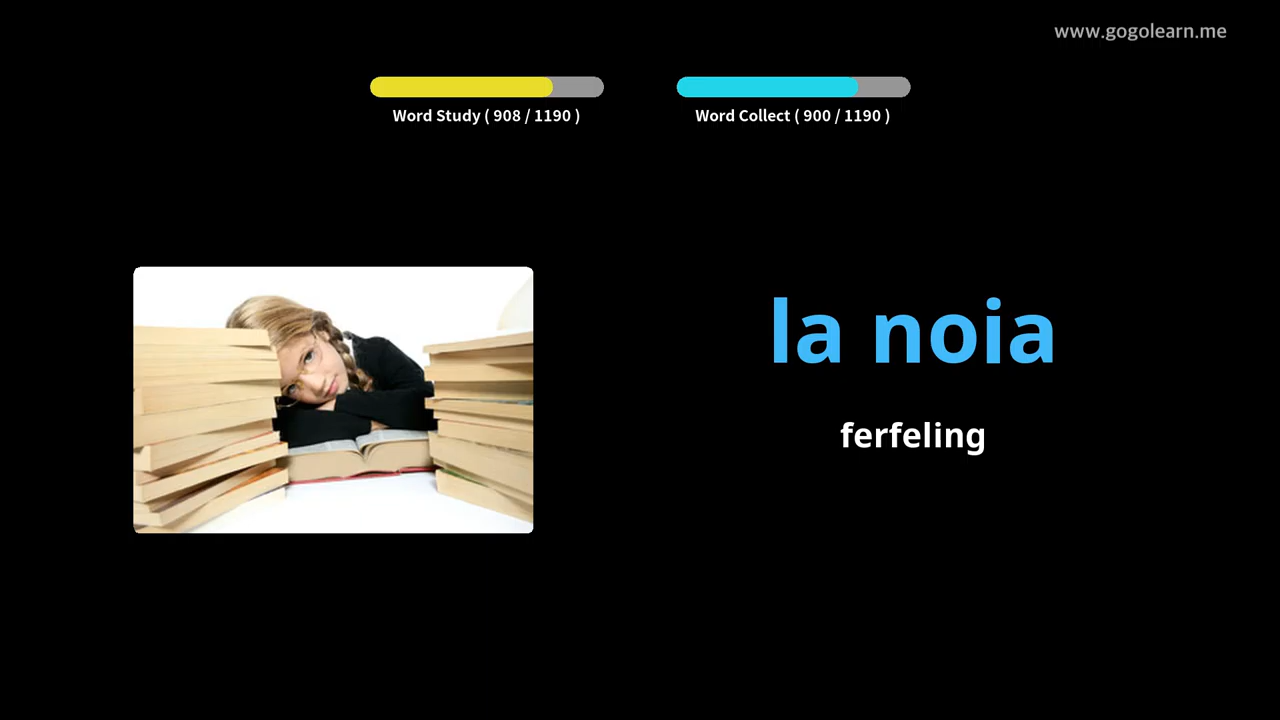 www.gogolearn.me
Word Study ( 908 / 1190 )
Word Collect ( 900 / 1190 )
la noia
ferfeling